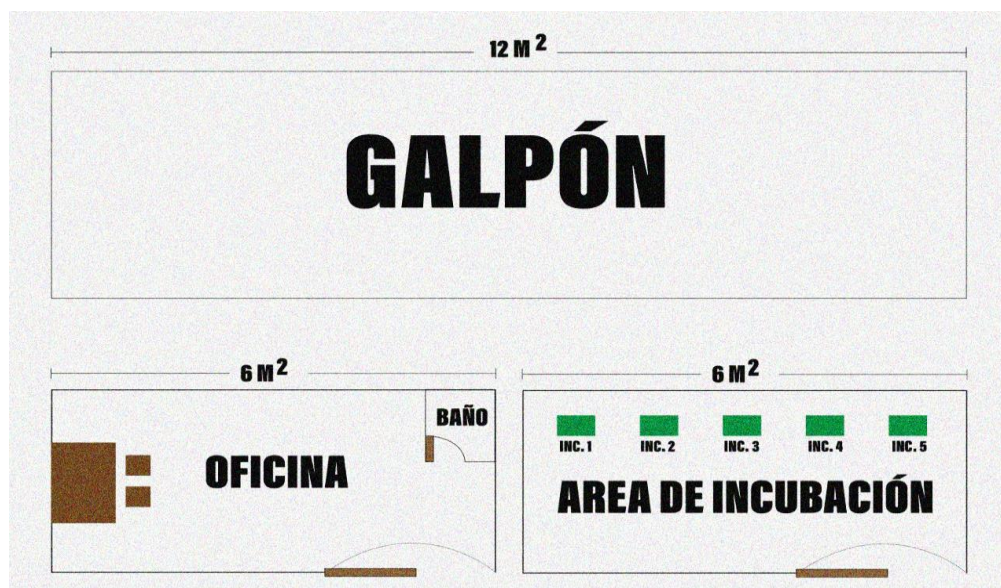 12 M²
GALPÓN
6 M²
6 M²
BAÑO
OFICINA
INC. 1 INC. 2 INC. 3 INC. 4 INC. 5
AREA DE INCUBACIÓN